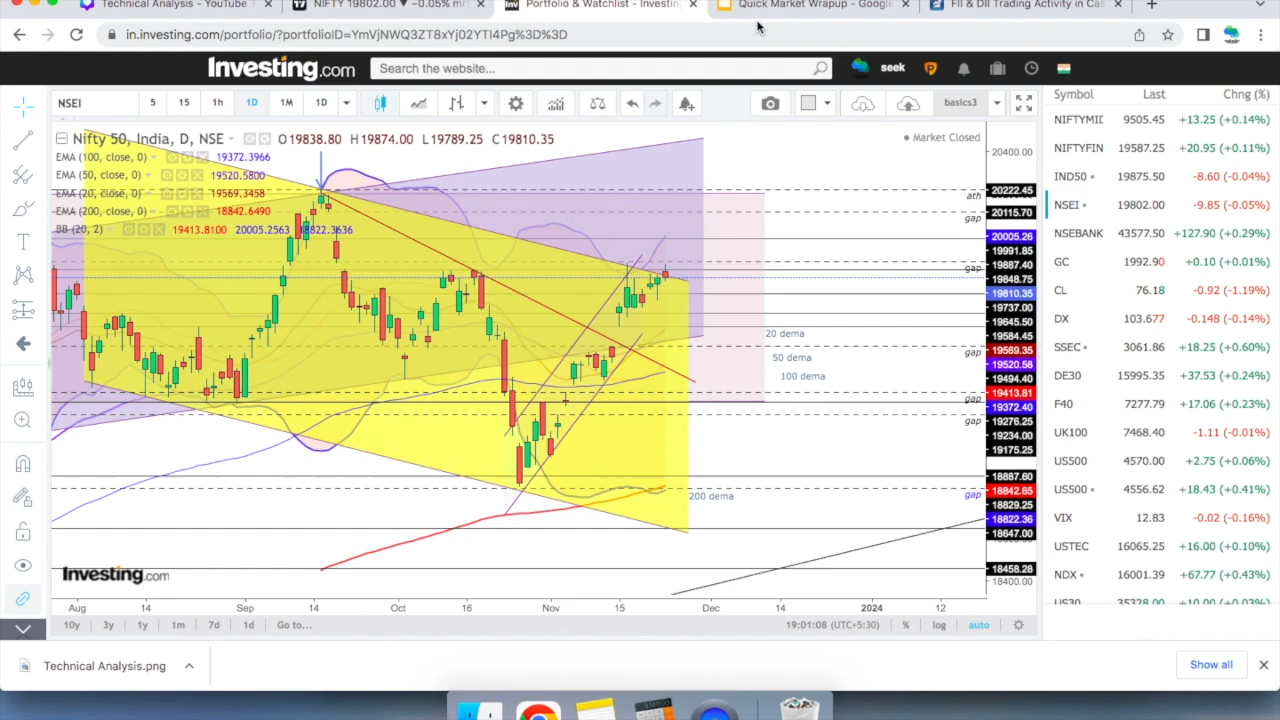 Technical Analysis - YouTube
NIFTY 19802.00 ▼ −0.05%
Portfolio & Watchlist - Investin
Quick Market Wrapup - Google
FII & DII Trading Activity in Cas
in.investing.com/portfolio/?portfolioID=YmVjNWQ3ZT8xYj02YTI4Pg%3D%3D
Investing.com
Search the website...
seek
NSEI 5 15 1h 1D 1M 1D
basics3
Nifty 50, India, D, NSE O19838.80 H19874.00 L19789.25 C19810.35
Market Closed
EMA (100, close, 0) 19372.3966
EMA (50, close, 0) 19520.5800
EMA (20, close, 0) 19569.3458
EMA (200, close, 0) 18842.6490
BB (20, 2) 19413.8100 20005.2563 18822.3636
20400.00
20222.45
ath
20115.70
gap
20005.26
19991.85
19887.40
gap
19848.75
19810.35
19737.00
19645.50
19584.45
20 dema
19569.35
gap
50 dema
19520.58
100 dema
19494.40
19413.81
gap
19372.40
19276.25
gap
19234.00
19175.25
18887.60
18842.65
gap
200 dema
18829.25
18822.36
18647.00
18458.28
18400.00
Investing.com
Aug 14 Sep 14 Oct 16 Nov 15 Dec 14 2024 12
10y 3y 1y 1m 7d 1d Go to...
19:01:08 (UTC+5:30) % log auto
Symbol Last Chng (%)
NIFTYMID 9505.45 +13.25 (+0.14%)
NIFTYFIN 19587.25 +20.95 (+0.11%)
IND50 19875.50 -8.60 (-0.04%)
NSEI 19802.00 -9.85 (-0.05%)
NSEBANK 43577.50 +127.90 (+0.29%)
GC 1992.90 +0.10 (+0.01%)
CL 76.18 -0.92 (-1.19%)
DX 103.677 -0.148 (-0.14%)
SSEC 3061.86 +18.25 (+0.60%)
DE30 15995.35 +37.53 (+0.24%)
F40 7277.79 +17.06 (+0.23%)
UK100 7468.40 -1.11 (-0.01%)
US500 4570.00 +2.75 (+0.06%)
US500 4556.62 +18.43 (+0.41%)
VIX 12.83 -0.02 (-0.16%)
USTEC 16065.25 +16.00 (+0.10%)
NDX 16001.39 +67.77 (+0.43%)
US30 35328.00 +10.00 (+0.03%)
Technical Analysis.png
Show all